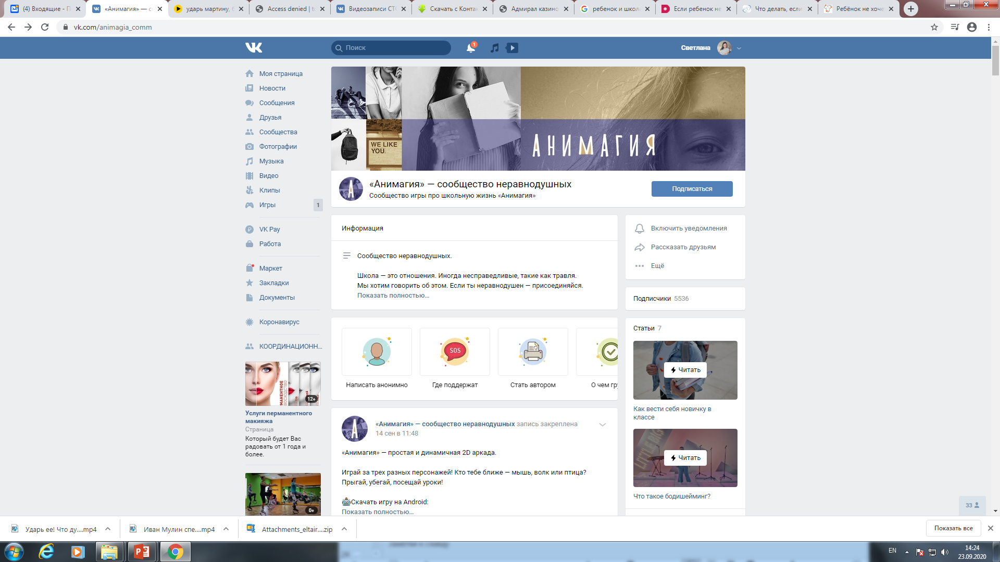 (4) Входящие - П
«Анимагия» — с
ударь мартину, б
Access denied | t
Видеозаписи СТ
Скачать с Конта
Адмирал казино
ребенок и школ
Если ребенок не
Что делать, если
Ребёнок не хоче
vk.com/animagia_comm
Поиск
1
Светлана
Моя страница
Новости
Сообщения
Друзья
Сообщества
Фотографии
Музыка
Видео
Клипы
Игры
1
VK Pay
Работа
Маркет
Закладки
Документы
Коронавирус
КООРДИНАЦИОНН...
12+
Услуги перманентного
макияжа
Страница
Который будет Вас
радовать от 1 года и
более.
0+
WE LIKE
YOU.
АНИМАГИЯ
«Анимагия» — сообщество неравнодушных
Сообщество игры про школьную жизнь «Анимагия»
Подписаться
Информация
Сообщество неравнодушных.
Школа — это отношения. Иногда несправедливые, такие как травля.
Мы хотим говорить об этом. Если ты неравнодушен — присоединяйся.
Показать полностью...
SOS
Написать анонимно
Где поддержат
Стать автором
О чем гру
«Анимагия» — сообщество неравнодушных запись закреплена
14 сен в 11:48
«Анимагия» — простая и динамичная 2D аркада.
Играй за трех разных персонажей! Кто тебе ближе — мышь, волк или птица?
Прыгай, убегай, посещай уроки!
Скачать игру на Android:
Показать полностью...
Включить уведомления
Рассказать друзьям
Ещё
Подписчики 5536
Статьи 7
Читать
Как вести себя новичку в
классе
Читать
Что такое бодишейминг?
33
Ударь ее! Что ду....mp4
Иван Мулин спе....mp4
Attachments_eltair....zip
Показать все
EN
14:24
23.09.2020